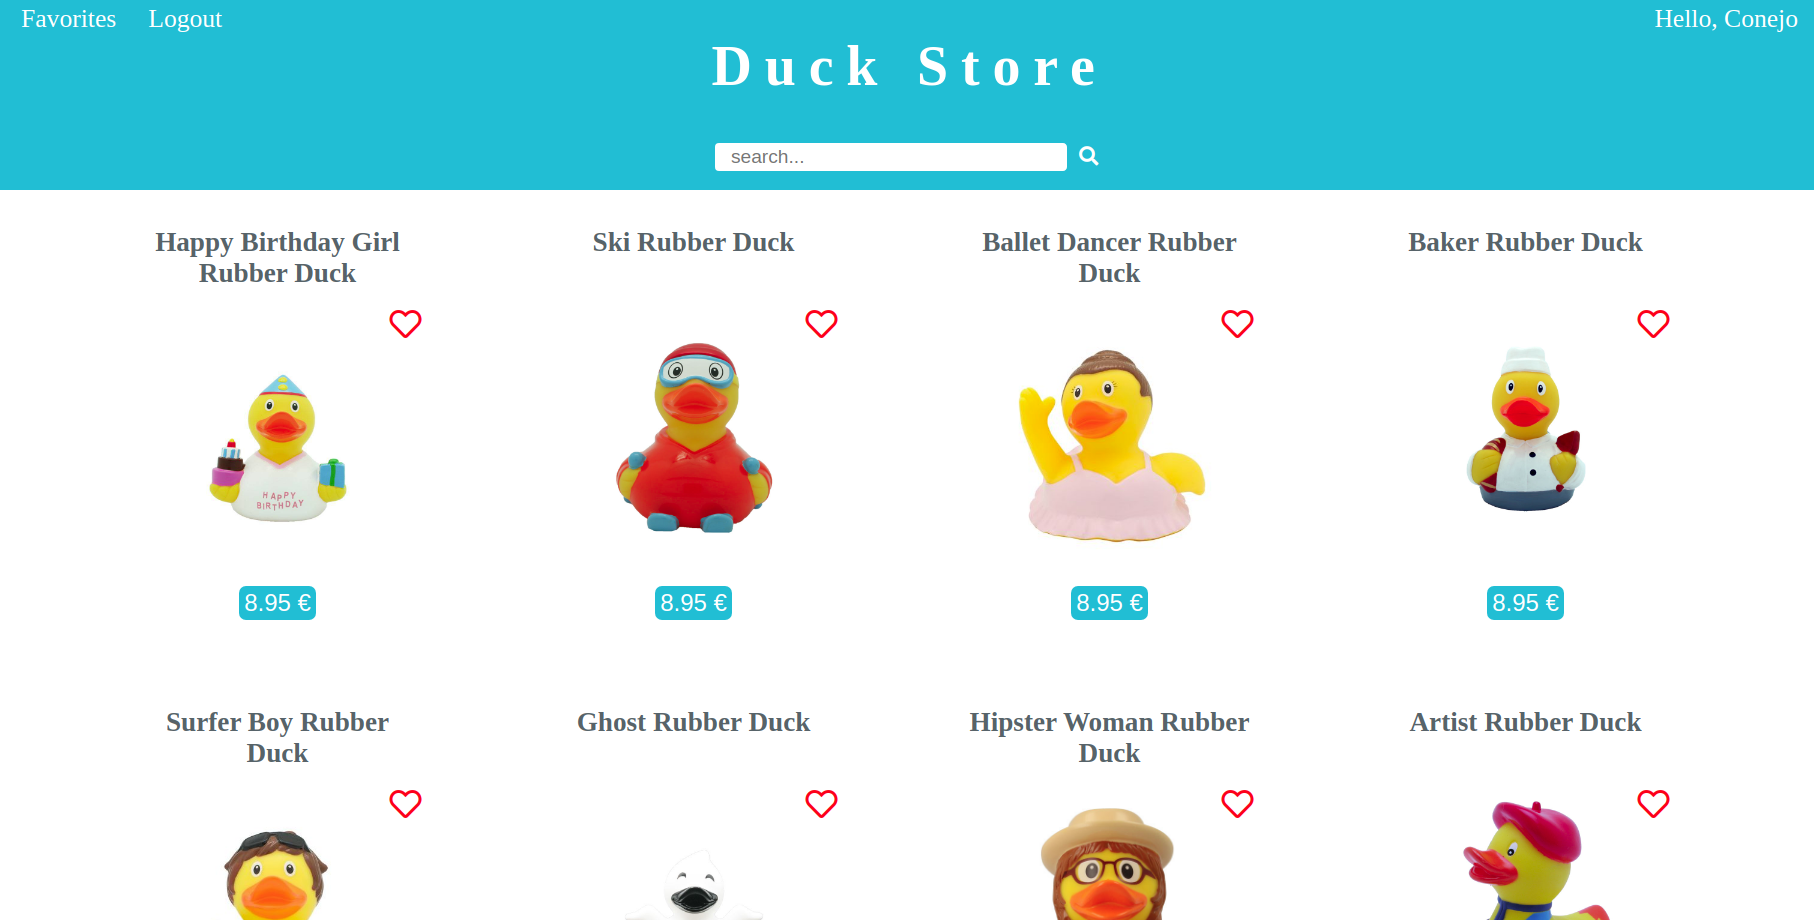 Favorites
Logout
Hello, Conejo
Duck Store
search...
Happy Birthday Girl
Rubber Duck
Ski Rubber Duck
Ballet Dancer Rubber
Duck
Baker Rubber Duck
HAPPY
BIRTHDAY
8.95 €
8.95 €
8.95 €
8.95 €
Surfer Boy Rubber
Duck
Ghost Rubber Duck
Hipster Woman Rubber
Duck
Artist Rubber Duck